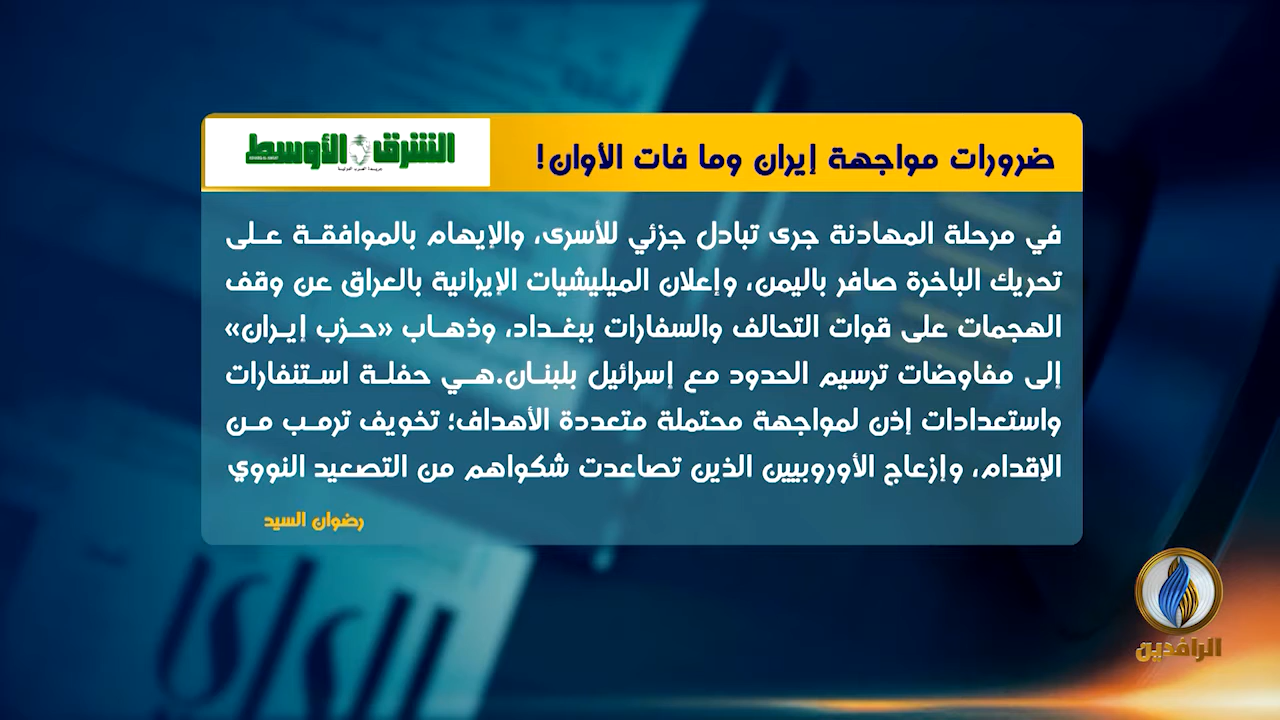 ضرورات مواجهة إيران وما فات الأوان!
الشرق الأوسط
في مرحلة المهادنة جرى تبادل جزئي للأسرى، والإيهام بالموافقة على
تحريك الباخرة صافر باليمن، وإعلان الميليشيات الإيرانية بالعراق عن وقف
الهجمات على قوات التحالف والسفارات ببغداد، وذهاب «حزب إيران»
إلى مفاوضات ترسيم الحدود مع إسرائيل بلبنان.هي حفلة استنفارات
واستعدادات إذن لمواجهة محتملة متعددة الأهداف؛ تخويف ترمب من
الإقدام، وإزعاج الأوروبيين الذين تصاعدت شكواهم من التصعيد النووي
رضوان السيد
الرافدين